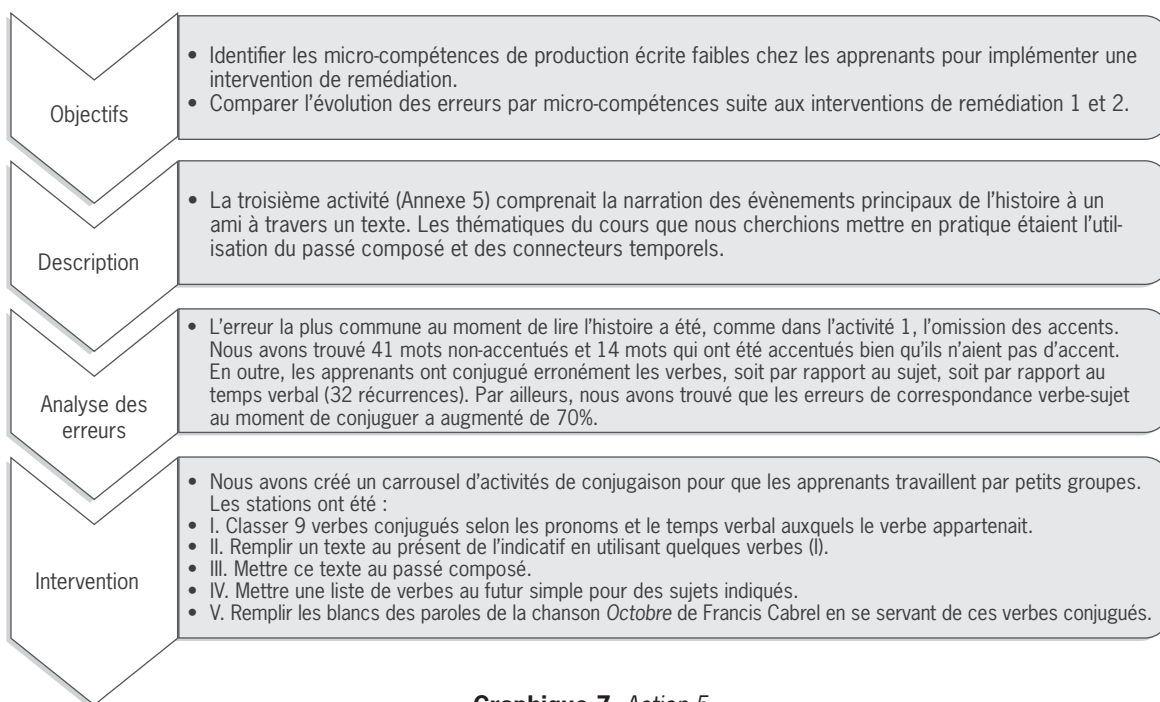 Objectifs
• Identifier les micro-compétences de production écrite faibles chez les apprenants pour implémenter une
intervention de remédiation.
• Comparer l'évolution des erreurs par micro-compétences suite aux interventions de remédiation 1 et 2.
Description
• La troisième activité (Annexe 5) comprenait la narration des évènements principaux de l'histoire à un
ami à travers un texte. Les thématiques du cours que nous cherchions mettre en pratique étaient l'util-
isation du passé composé et des connecteurs temporels.
Analyse des
erreurs
• L'erreur la plus commune au moment de lire l'histoire a été, comme dans l'activité 1, l'omission des accents.
Nous avons trouvé 41 mots non-accentués et 14 mots qui ont été accentués bien qu'ils n'aient pas d'accent.
En outre, les apprenants ont conjugué erronément les verbes, soit par rapport au sujet, soit par rapport au
temps verbal (32 récurrences). Par ailleurs, nous avons trouvé que les erreurs de correspondance verbe-sujet
au moment de conjuguer a augmenté de 70%.
Intervention
• Nous avons créé un carrousel d'activités de conjugaison pour que les apprenants travaillent par petits groupes.
Les stations ont été :
• I. Classer 9 verbes conjugués selon les pronoms et le temps verbal auxquels le verbe appartenait.
• II. Remplir un texte au présent de l'indicatif en utilisant quelques verbes (I).
• III. Mettre ce texte au passé composé.
• IV. Mettre une liste de verbes au futur simple pour des sujets indiqués.
• V. Remplir les blancs des paroles de la chanson Octobre de Francis Cabrel en se servant de ces verbes conjugués.
Graphique 7. Action 5